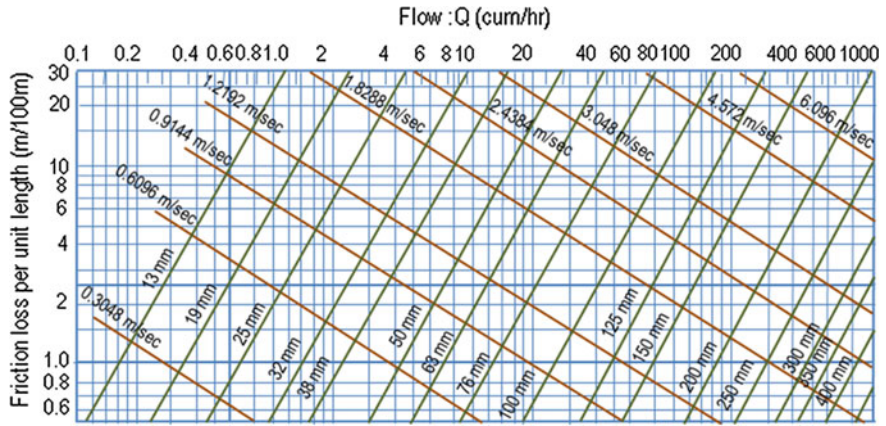 Flow :Q (cum/hr)
0.1 0.2 0.4 0.6 0.8 1.0 2 4 6 8 10 20 40 60 80 100 200 400 600 1000
Friction loss per unit length (m/100m)
30
20
10
8
6
4
2
1.0
0.8
0.6
1.2192 m/sec
1.8288 m/sec
2.4384 m/sec
3.048 m/sec
4.572 m/sec
6.096 m/sec
0.9144 m/sec
0.6096 m/sec
0.3048 m/sec
13 mm
19 mm
25 mm
32 mm
38 mm
50 mm
63 mm
76 mm
100 mm
125 mm
150 mm
200 mm
250 mm
300 mm
350 mm
400 mm